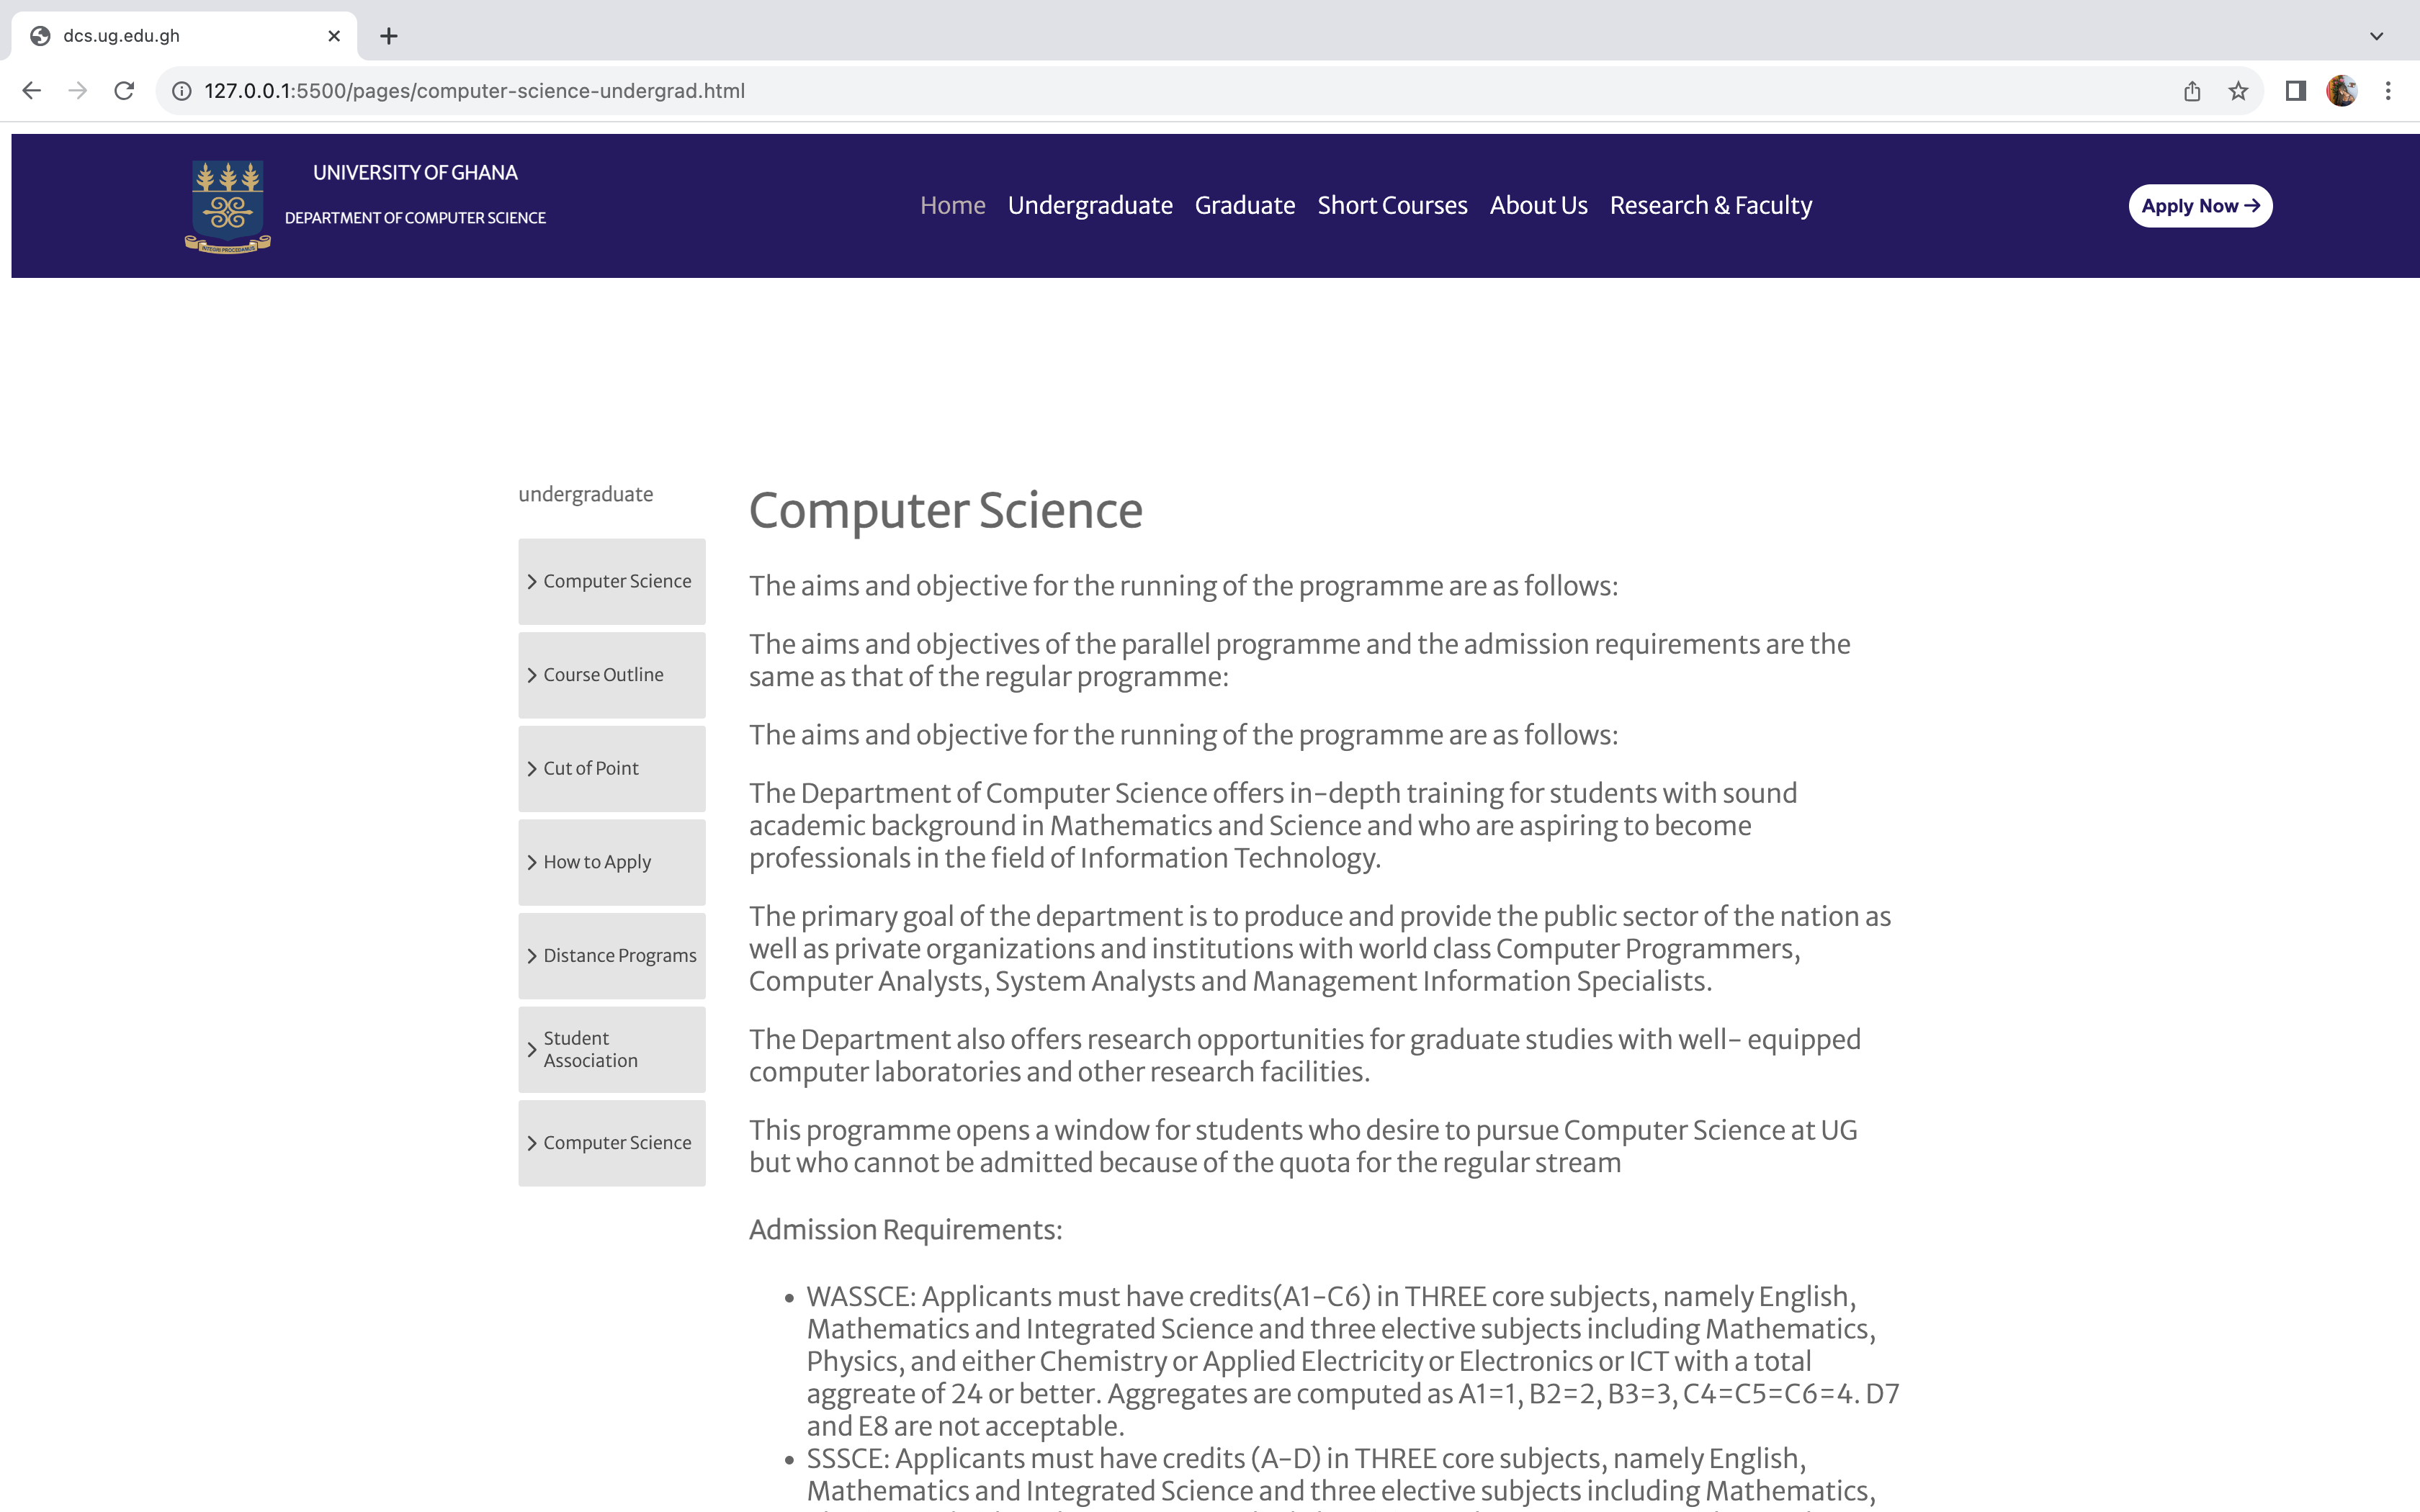 dcs.ug.edu.gh
127.0.0.1:5500/pages/computer-science-undergrad.html
UNIVERSITY OF GHANA
DEPARTMENT OF COMPUTER SCIENCE
INTEGRI PROCEDAMUS
Home Undergraduate Graduate Short Courses About Us Research & Faculty
Apply Now →
undergraduate
Computer Science
Course Outline
Cut of Point
How to Apply
Distance Programs
Student
Association
Computer Science
Computer Science
The aims and objective for the running of the programme are as follows:
The aims and objectives of the parallel programme and the admission requirements are the
same as that of the regular programme:
The aims and objective for the running of the programme are as follows:
The Department of Computer Science offers in-depth training for students with sound
academic background in Mathematics and Science and who are aspiring to become
professionals in the field of Information Technology.
The primary goal of the department is to produce and provide the public sector of the nation as
well as private organizations and institutions with world class Computer Programmers,
Computer Analysts, System Analysts and Management Information Specialists.
The Department also offers research opportunities for graduate studies with well- equipped
computer laboratories and other research facilities.
This programme opens a window for students who desire to pursue Computer Science at UG
but who cannot be admitted because of the quota for the regular stream
Admission Requirements:
• WASSCE: Applicants must have credits(A1-C6) in THREE core subjects, namely English,
Mathematics and Integrated Science and three elective subjects including Mathematics,
Physics, and either Chemistry or Applied Electricity or Electronics or ICT with a total
aggreate of 24 or better. Aggregates are computed as A1=1, B2=2, B3=3, C4=C5=C6=4. D7
and E8 are not acceptable.
• SSSCE: Applicants must have credits (A-D) in THREE core subjects, namely English,
Mathematics and Integrated Science and three elective subjects including Mathematics,